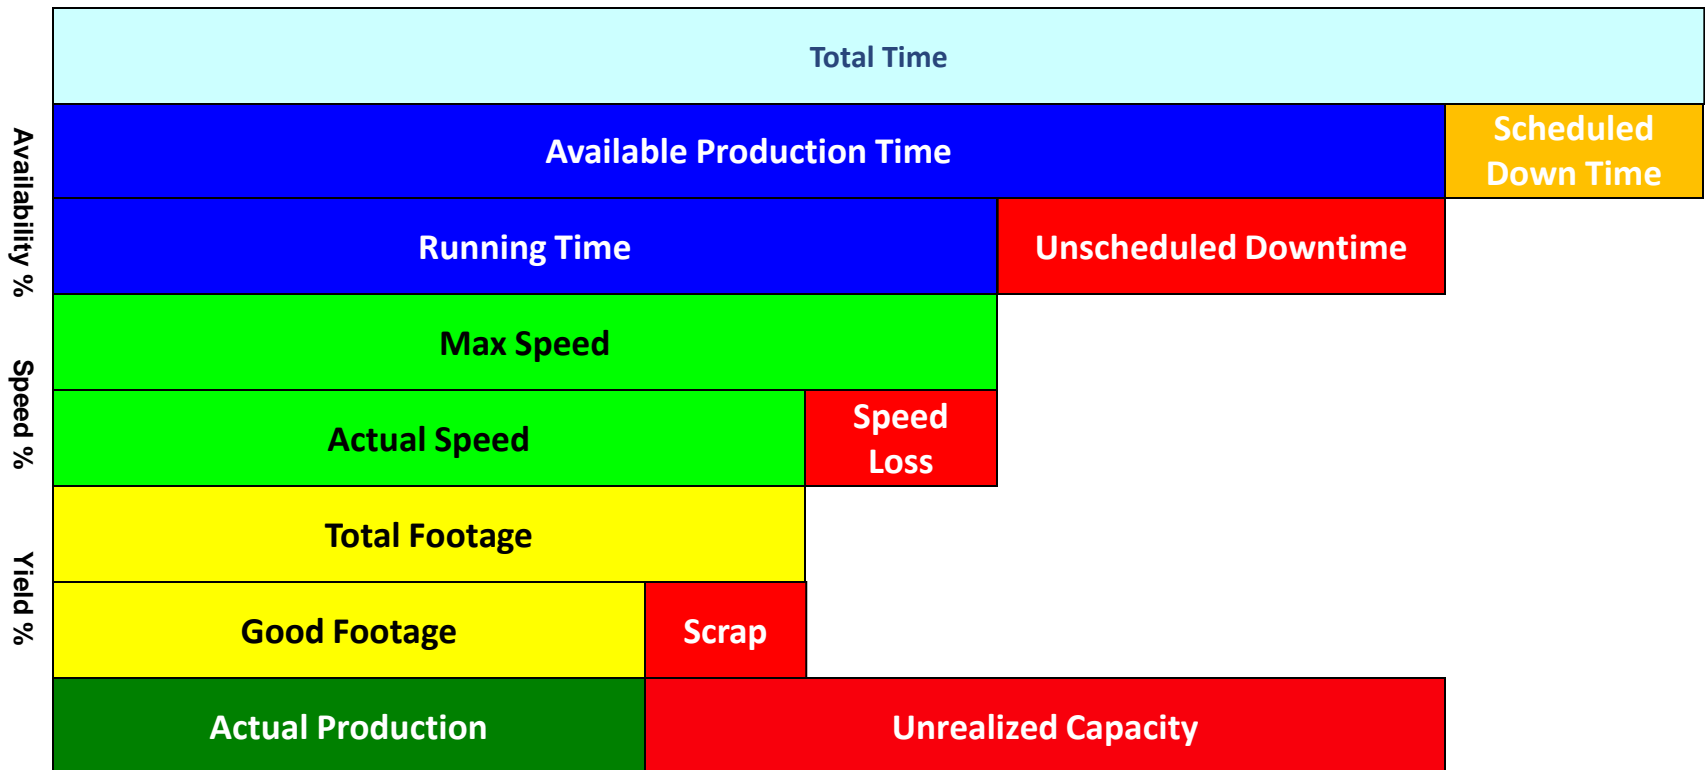 Total Time
Availability %
Available Production Time
Scheduled
Down Time
Running Time
Unscheduled Downtime
Speed %
Max Speed
Actual Speed
Speed
Loss
Yield %
Total Footage
Good Footage
Scrap
Actual Production
Unrealized Capacity